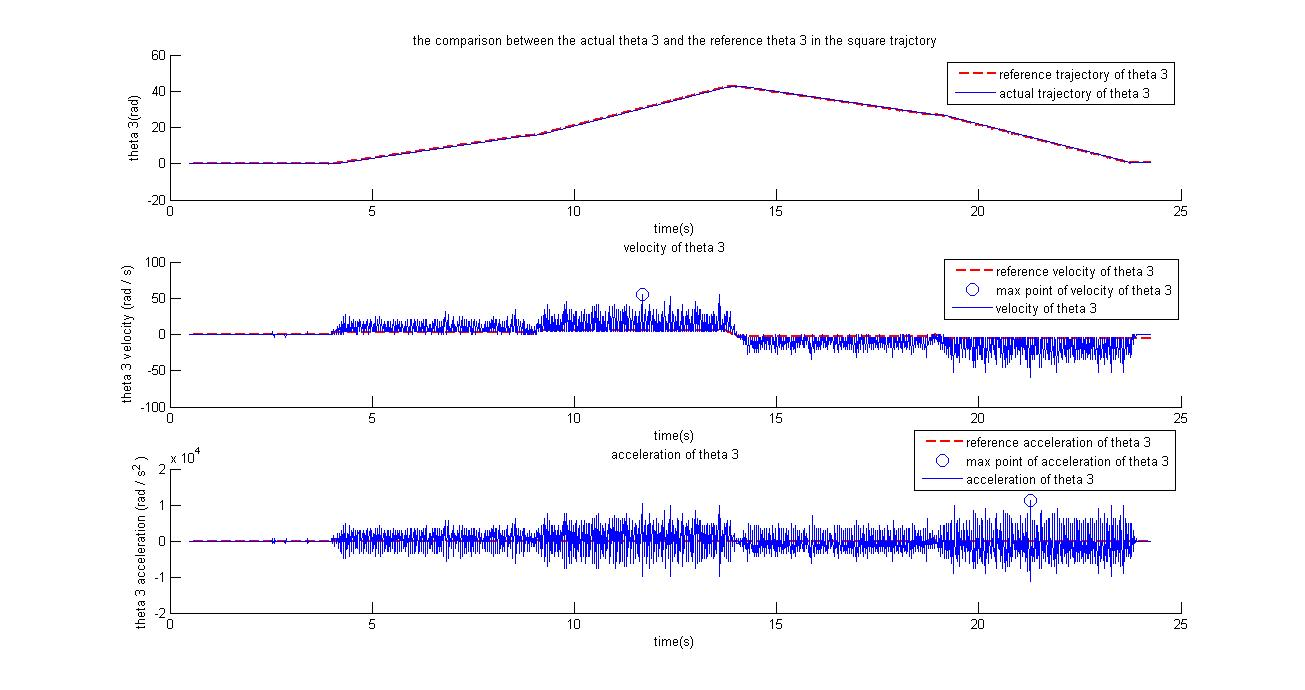 the comparison between the actual theta 3 and the reference theta 3 in the square trajctory
60
40
20
0
-20
theta 3(rad)
reference trajectory of theta 3
actual trajectory of theta 3
0 5 10 15 20 25
time(s)
velocity of theta 3
100
50
0
-50
-100
theta 3 velocity (rad / s)
reference velocity of theta 3
max point of velocity of theta 3
velocity of theta 3
0 5 10 15 20 25
time(s)
acceleration of theta 3
x 10^4
2
1
0
-1
-2
theta 3 acceleration (rad / s^2 )
reference acceleration of theta 3
max point of acceleration of theta 3
acceleration of theta 3
0 5 10 15 20 25
time(s)